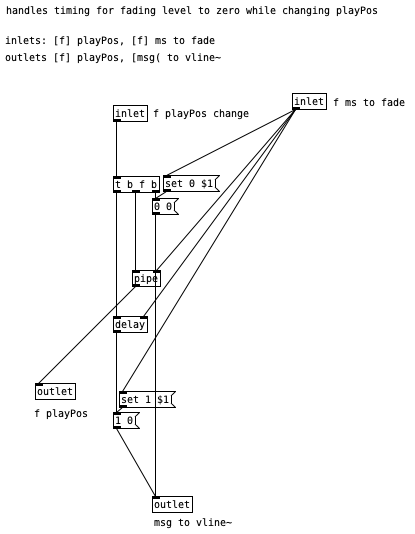 handles timing for fading level to zero while changing playPos
inlets: [f] playPos, [f] ms to fade
outlets [f] playPos, [msg( to vline~
inlet f ms to fade
inlet f playPos change
t b f b
set 0 $1
0 0
pipe
delay
outlet
f playPos
set 1 $1
1 0
outlet
msg to vline~